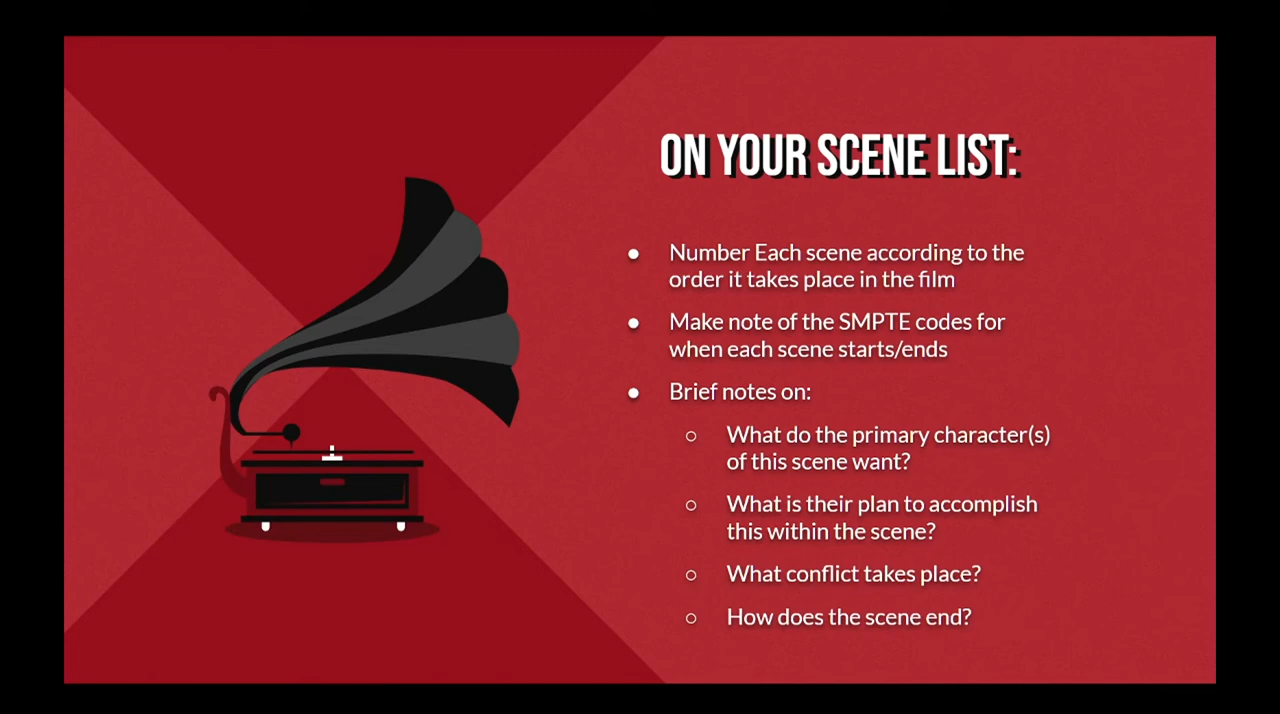 ON YOUR SCENE LIST:
● Number Each scene according to the
order it takes place in the film
● Make note of the SMPTE codes for
when each scene starts/ends
● Brief notes on:
○ What do the primary character(s)
of this scene want?
○ What is their plan to accomplish
this within the scene?
○ What conflict takes place?
○ How does the scene end?